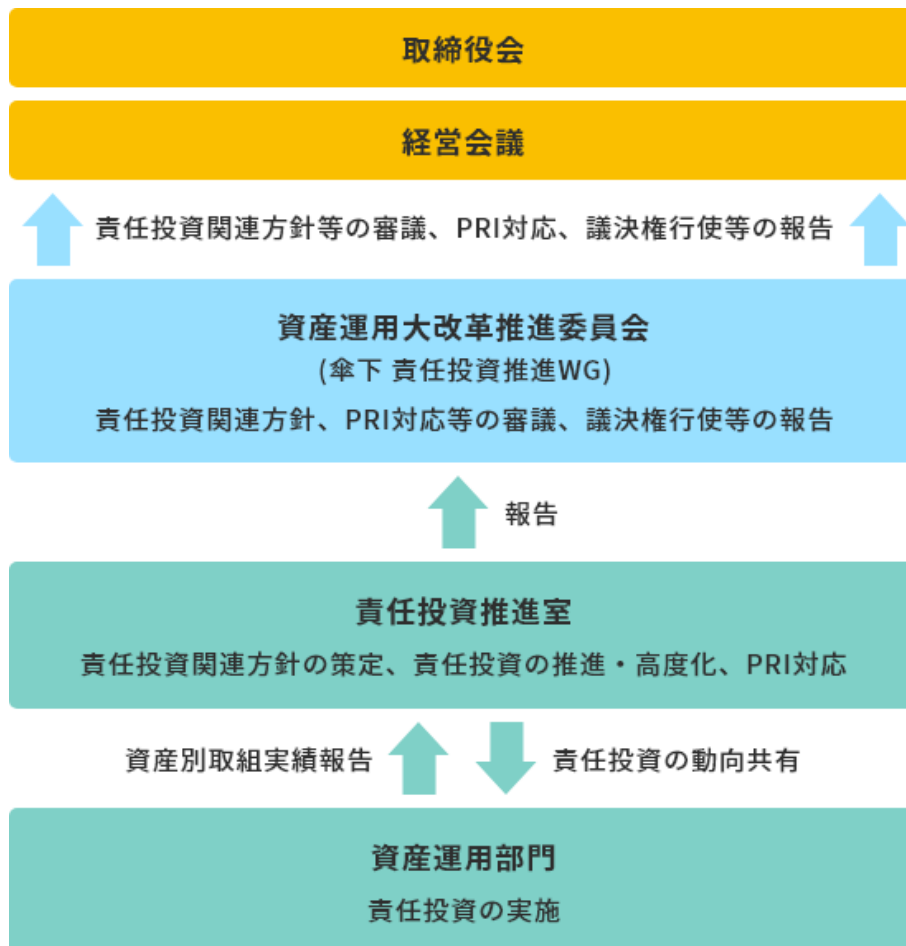 取締役会
経営会議
責任投資関連方針等の審議、PRI対応、議決権行使等の報告
資産運用大改革推進委員会
(傘下 責任投資推進WG)
責任投資関連方針、PRI対応等の審議、議決権行使等の報告
報告
責任投資推進室
責任投資関連方針の策定、責任投資の推進・高度化、PRI対応
資産別取組実績報告
責任投資の動向共有
資産運用部門
責任投資の実施